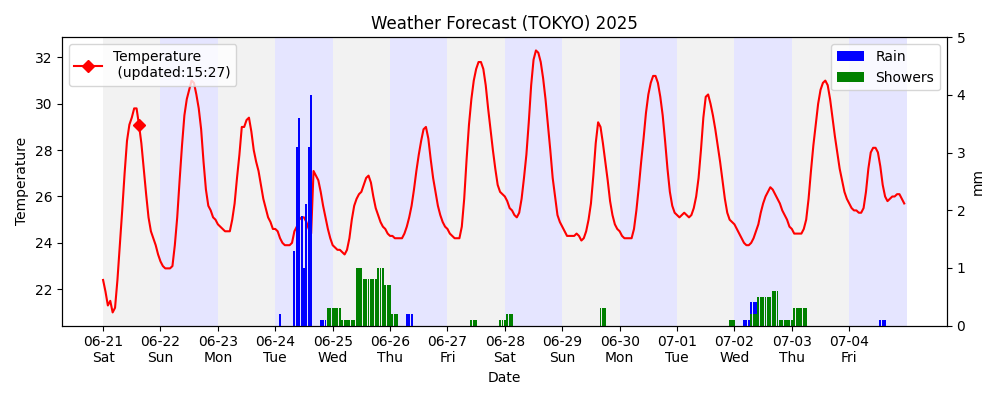 Weather Forecast (TOKYO) 2025
Temperature
(updated:15:27)
Rain
Showers
Temperature
32
30
28
26
24
22
mm
5
4
3
2
1
0
06-21 06-22 06-23 06-24 06-25 06-26 06-27 06-28 06-29 06-30 07-01 07-02 07-03 07-04
Sat Sun Mon Tue Wed Thu Fri Sat Sun Mon Tue Wed Thu Fri
Date